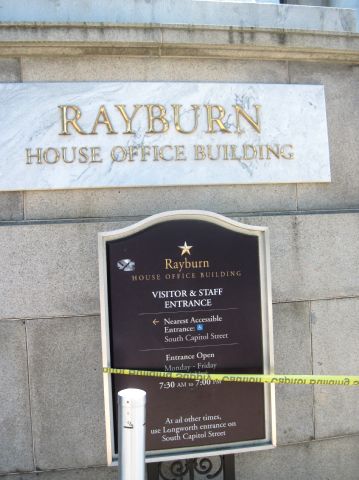 RAYBURN
HOUSE OFFICE BUILDING
Rayburn
HOUSE OFFICE BUILDING
VISITOR & STAFF
ENTRANCE
← Nearest Accessible
Entrance:
South Capitol Street
Entrance Open
Monday - Friday
7:30 AM to 7:00 PM
At all other times,
use Longworth entrance on
South Capitol Street